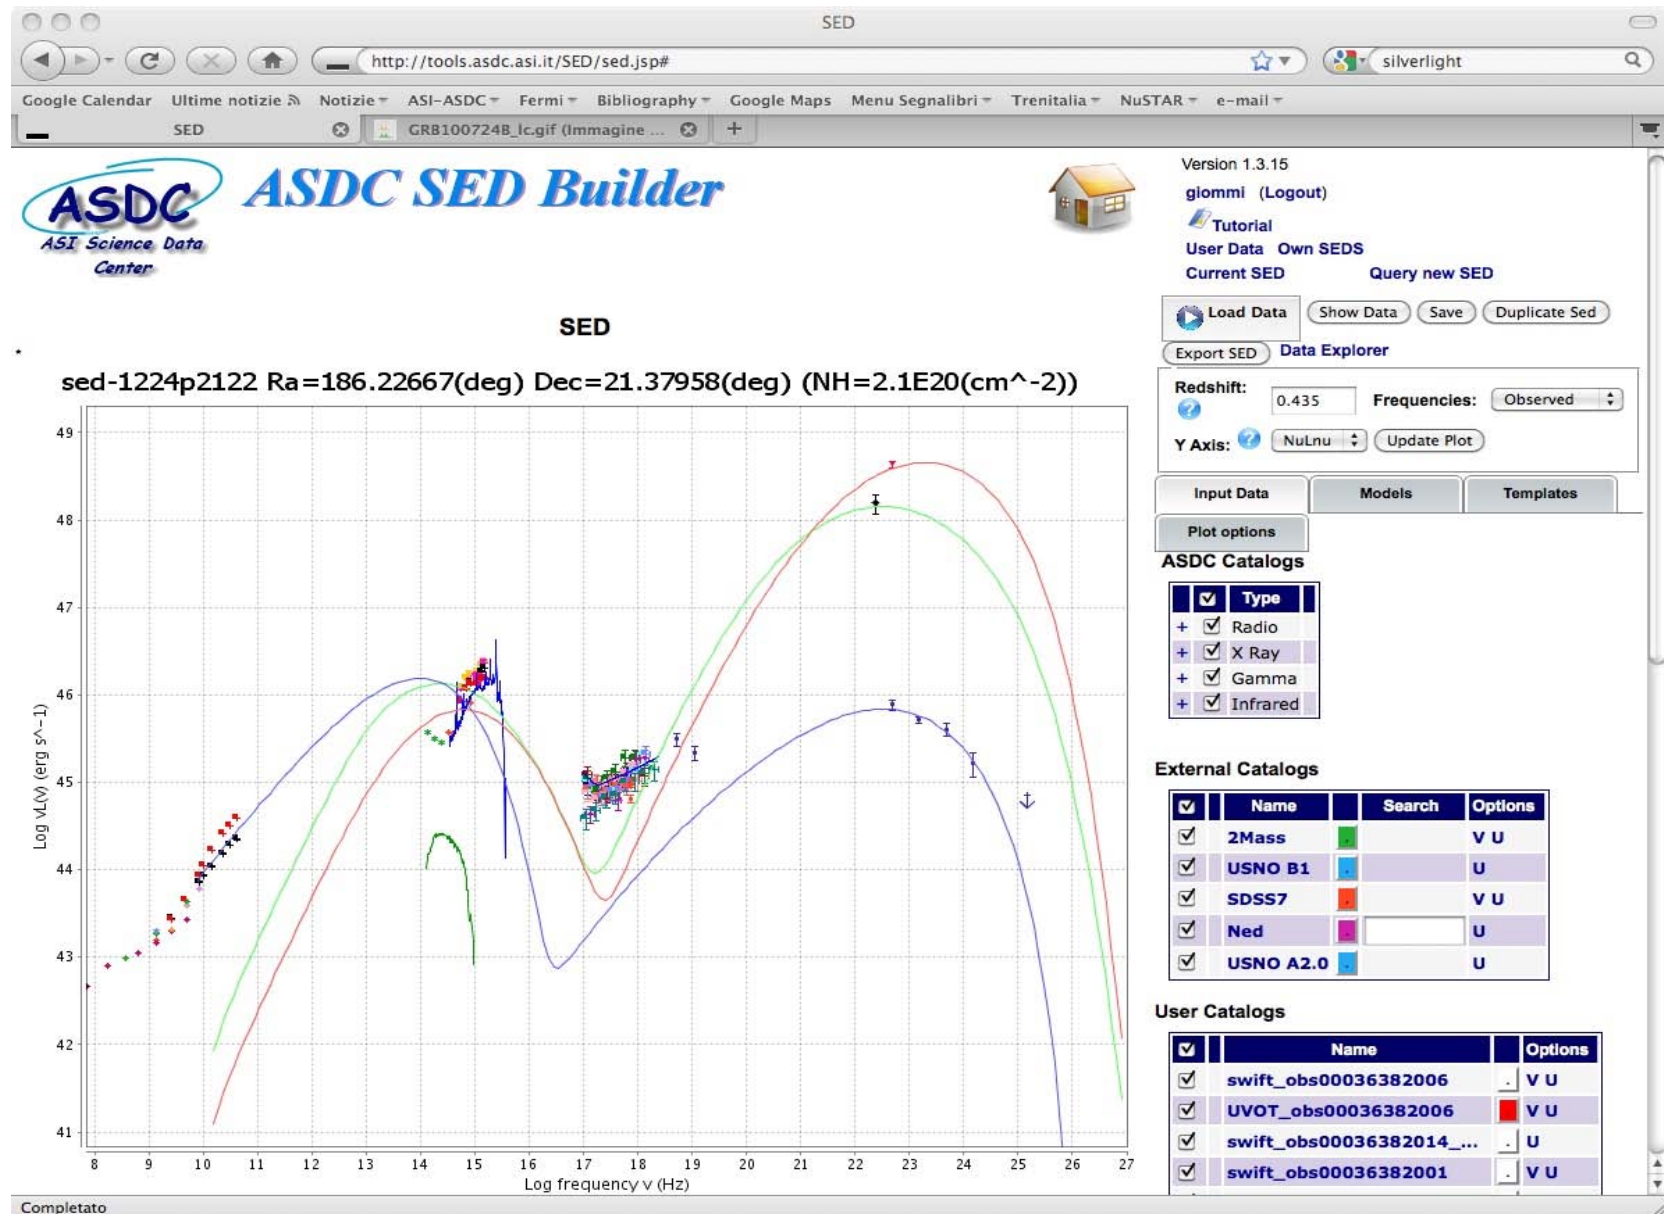 SED
http://tools.asdc.asi.it/SED/sed.jsp#
silverlight
Google Calendar Ultime notizie Notizie ASI-ASDC Fermi Bibliography Google Maps Menu Segnalibri Trenitalia NuSTAR e-mail
SED
GRB100724B_lc.gif (Immagine ...
ASDC
ASI Science Data
Center
ASDC SED Builder
Version 1.3.15
giommi (Logout)
Tutorial
User Data Own SEDS
Current SED Query new SED
Load Data Show Data Save Duplicate Sed
Export SED Data Explorer
Redshift: 0.435 Frequencies: Observed
Y Axis: NuLnu Update Plot
Input Data Models Templates
Plot options
SED
sed-1224p2122 Ra=186.22667(deg) Dec=21.37958(deg) (NH=2.1E20(cm^-2))
49
48
47
46
45
44
43
42
41
Log νL(ν) (erg s^-1)
8 9 10 11 12 13 14 15 16 17 18 19 20 21 22 23 24 25 26 27
Log frequency ν (Hz)
ASDC Catalogs
Type
+ Radio
+ X Ray
+ Gamma
+ Infrared
External Catalogs
Name Search Options
2Mass V U
USNO B1 U
SDSS7 V U
Ned U
USNO A2.0 U
User Catalogs
Name Options
swift_obs00036382006 V U
UVOT_obs00036382006 V U
swift_obs00036382014_... U
swift_obs00036382001 V U
Completato